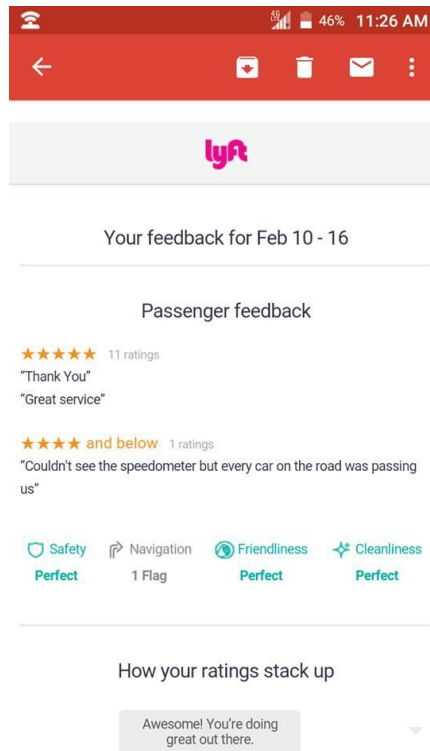 4G 46% 11:26 AM
lyft
Your feedback for Feb 10 - 16
Passenger feedback
★★★★★ 11 ratings
“Thank You”
“Great service”
★★★★ and below 1 ratings
“Couldn't see the speedometer but every car on the road was passing
us”
Safety Navigation Friendliness Cleanliness
Perfect 1 Flag Perfect Perfect
How your ratings stack up
Awesome! You're doing
great out there.